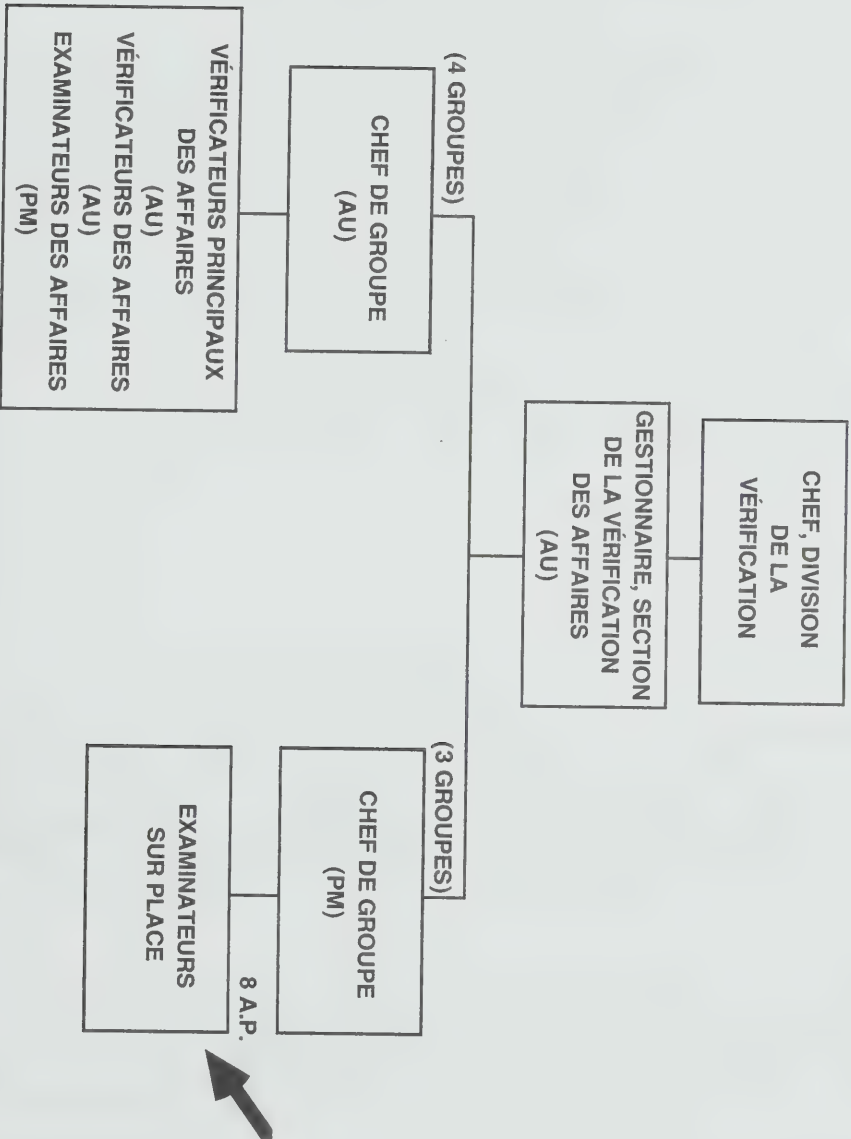 CHEF, DIVISION
DE LA
VÉRIFICATION
GESTIONNAIRE, SECTION
DE LA VÉRIFICATION
DES AFFAIRES
(AU)
(4 GROUPES)
CHEF DE GROUPE
(AU)
VÉRIFICATEURS PRINCIPAUX
DES AFFAIRES
(AU)
VÉRIFICATEURS DES AFFAIRES
(AU)
EXAMINATEURS DES AFFAIRES
(PM)
(3 GROUPES)
CHEF DE GROUPE
(PM)
8 A.P.
EXAMINATEURS
SUR PLACE